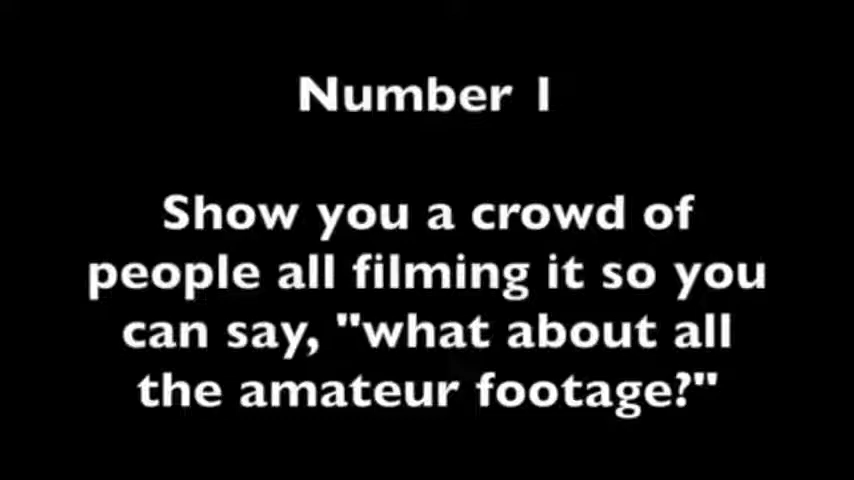 Number 1
Show you a crowd of
people all filming it so you
can say, "what about all
the amateur footage?"